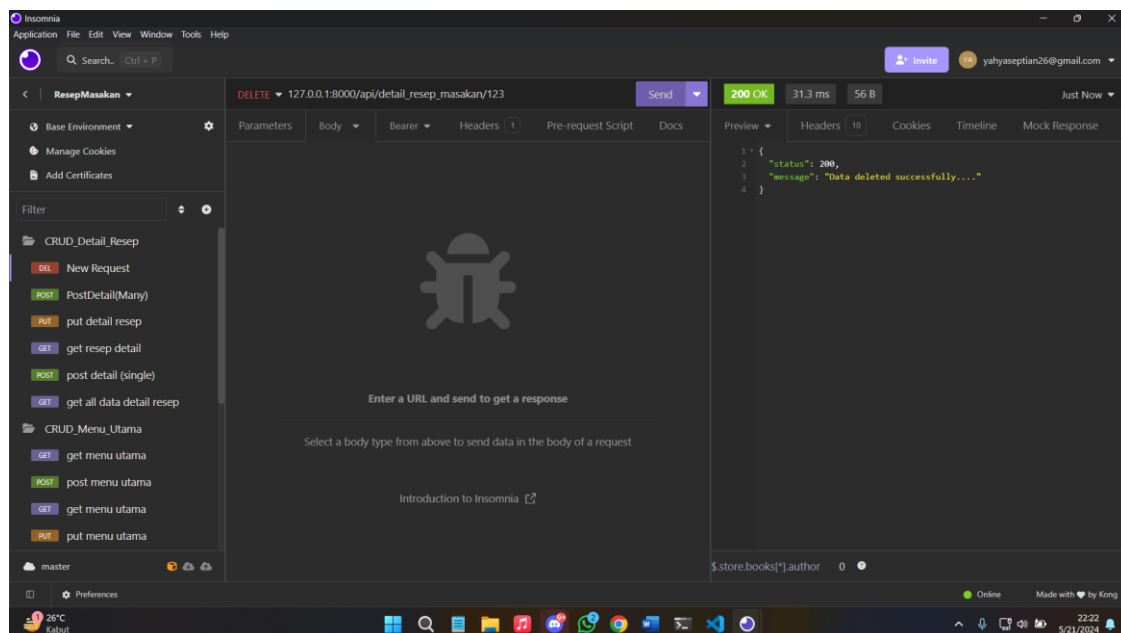 Insomnia
Application File Edit View Window Tools Help
Search.. Ctrl + P
Invite
YA yahyaseptian26@gmail.com
ResepMasakan
DELETE 127.0.0.1:8000/api/detail_resep_masakan/123
Send
200 OK 31.3 ms 56 B
Just Now
Base Environment
Manage Cookies
Add Certificates
Parameters Body Bearer Headers 1 Pre-request Script Docs
Preview Headers 10 Cookies Timeline Mock Response
1 {
2 "status": 200,
3 "message": "Data deleted successfully...."
4 }
Filter
CRUD_Detail_Resep
DEL New Request
POST PostDetail(Many)
PUT put detail resep
GET get resep detail
POST post detail (single)
GET get all data detail resep
CRUD_Menu_Utama
GET get menu utama
POST post menu utama
GET get menu utama
PUT put menu utama
Enter a URL and send to get a response
Select a body type from above to send data in the body of a request
Introduction to Insomnia
master
$.store.books[*].author 0
Preferences
Online
Made with by Kong
1
26°C
Kabut
22:22
5/21/2024